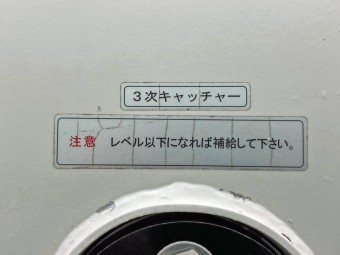 3次キャッチャー
注意 レベル以下になれば補給して下さい。